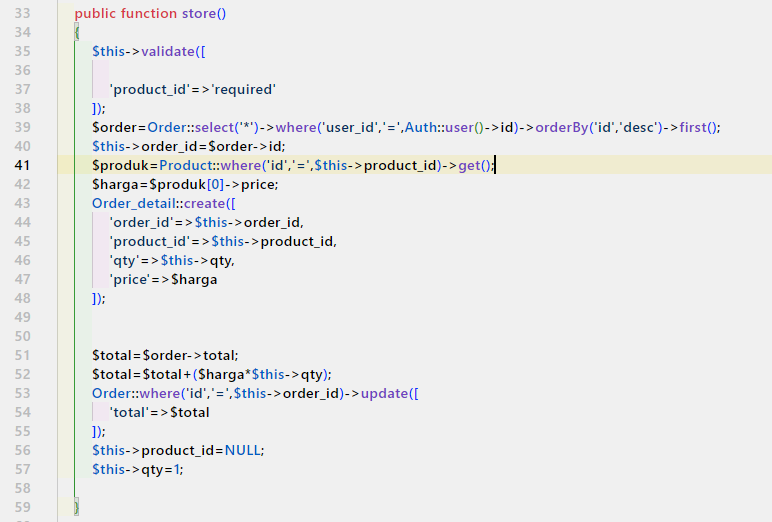 33 public function store()
34 {
35 $this->validate([
36
37 'product_id'=>'required'
38 ]);
39 $order=Order::select('*')->where('user_id','=',Auth::user()->id)->orderBy('id','desc')->first();
40 $this->order_id=$order->id;
41 $produk=Product::where('id','=',$this->product_id)->get();
42 $harga=$produk[0]->price;
43 Order_detail::create([
44 'order_id'=>$this->order_id,
45 'product_id'=>$this->product_id,
46 'qty'=>$this->qty,
47 'price'=>$harga
48 ]);
49
50
51 $total=$order->total;
52 $total=$total+($harga*$this->qty);
53 Order::where('id','=',$this->order_id)->update([
54 'total'=>$total
55 ]);
56 $this->product_id=NULL;
57 $this->qty=1;
58
59 }